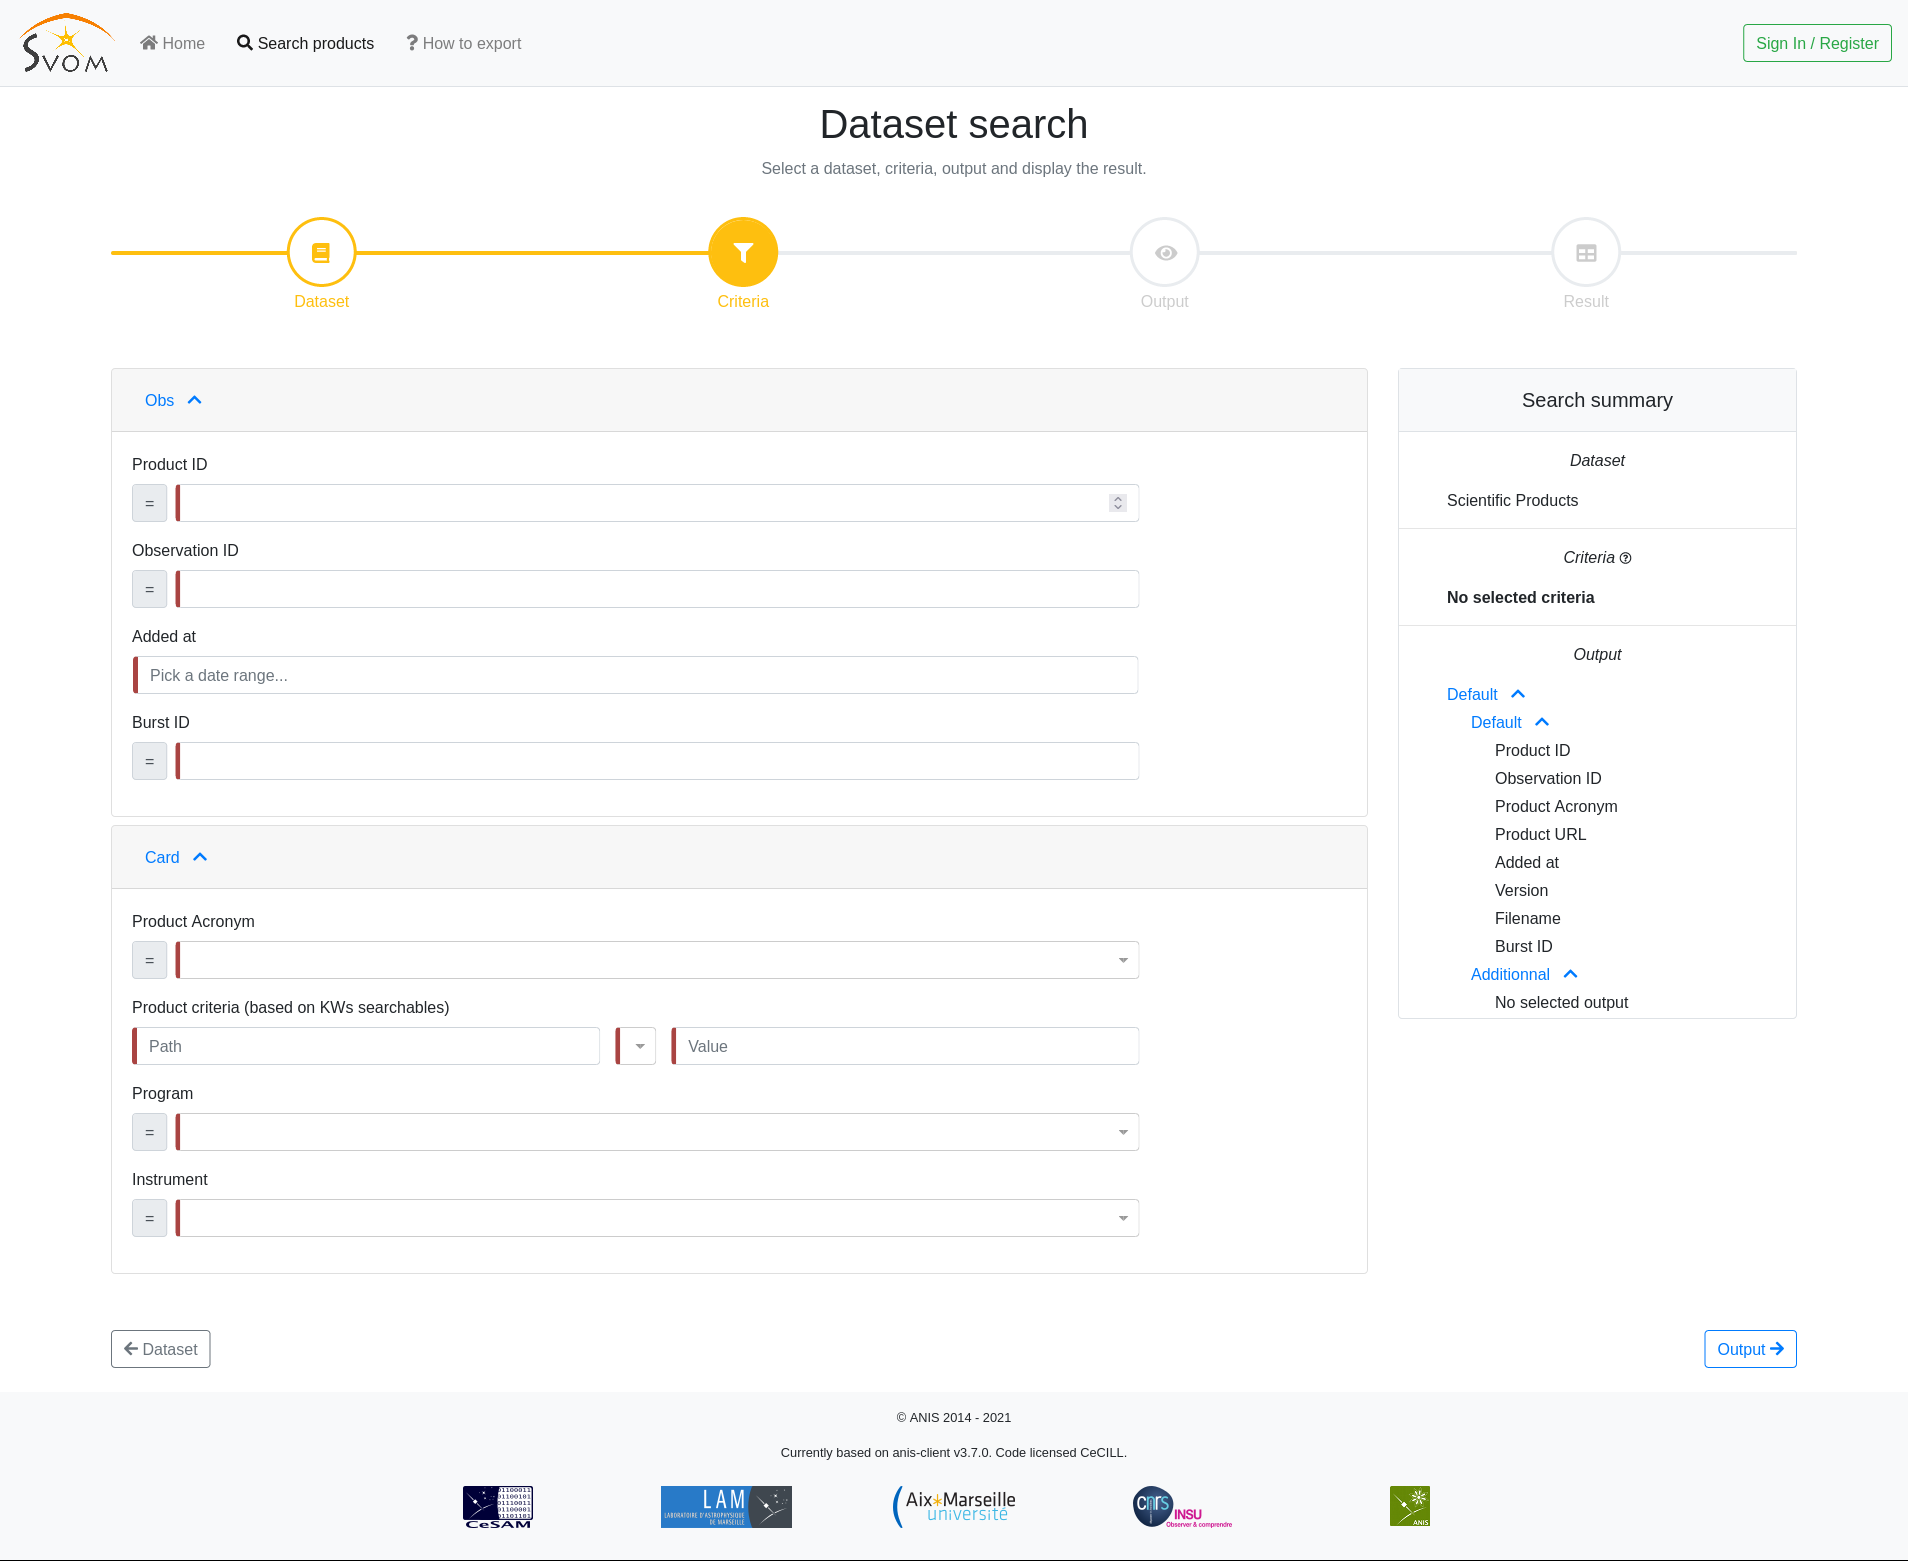 SVOM
Home
Search products
? How to export
Sign In / Register
Dataset search
Select a dataset, criteria, output and display the result.
Dataset
Criteria
Output
Result
Obs
Product ID
=
Observation ID
=
Added at
Pick a date range...
Burst ID
=
Card
Product Acronym
=
Product criteria (based on KWs searchables)
Path
Value
Program
=
Instrument
=
Search summary
Dataset
Scientific Products
Criteria
No selected criteria
Output
Default
Default
Product ID
Observation ID
Product Acronym
Product URL
Added at
Version
Filename
Burst ID
Additionnal
No selected output
Dataset
Output
© ANIS 2014 - 2021
Currently based on anis-client v3.7.0. Code licensed CeCILL.
CeSAM
LAM
LABORATOIRE D'ASTROPHYSIQUE
DE MARSEILLE
Aix*Marseille
université
cnrs
INSU
Observer & comprendre
ANIS